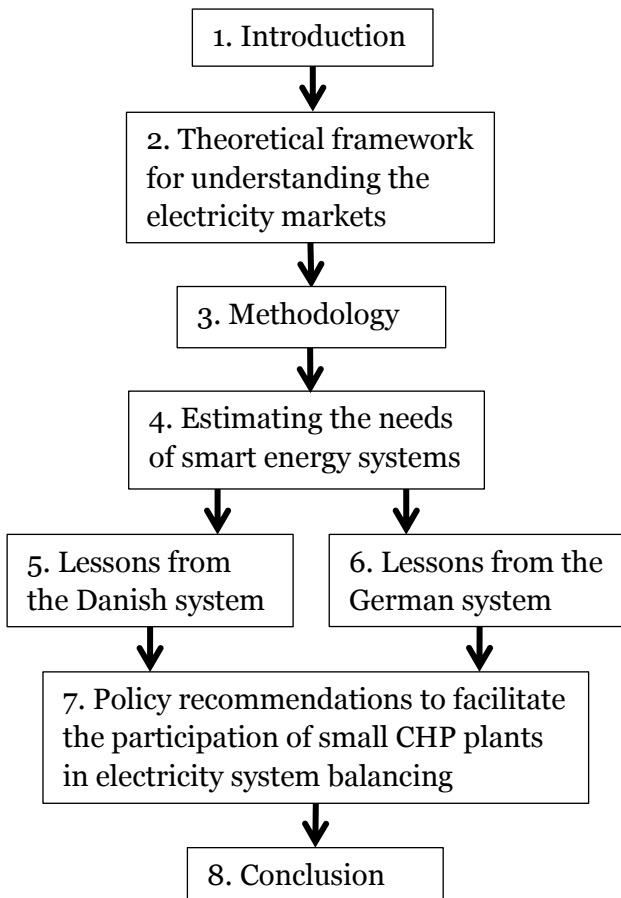 1. Introduction
2. Theoretical framework
for understanding the
electricity markets
3. Methodology
4. Estimating the needs
of smart energy systems
5. Lessons from
the Danish system
6. Lessons from the
German system
7. Policy recommendations to facilitate
the participation of small CHP plants
in electricity system balancing
8. Conclusion